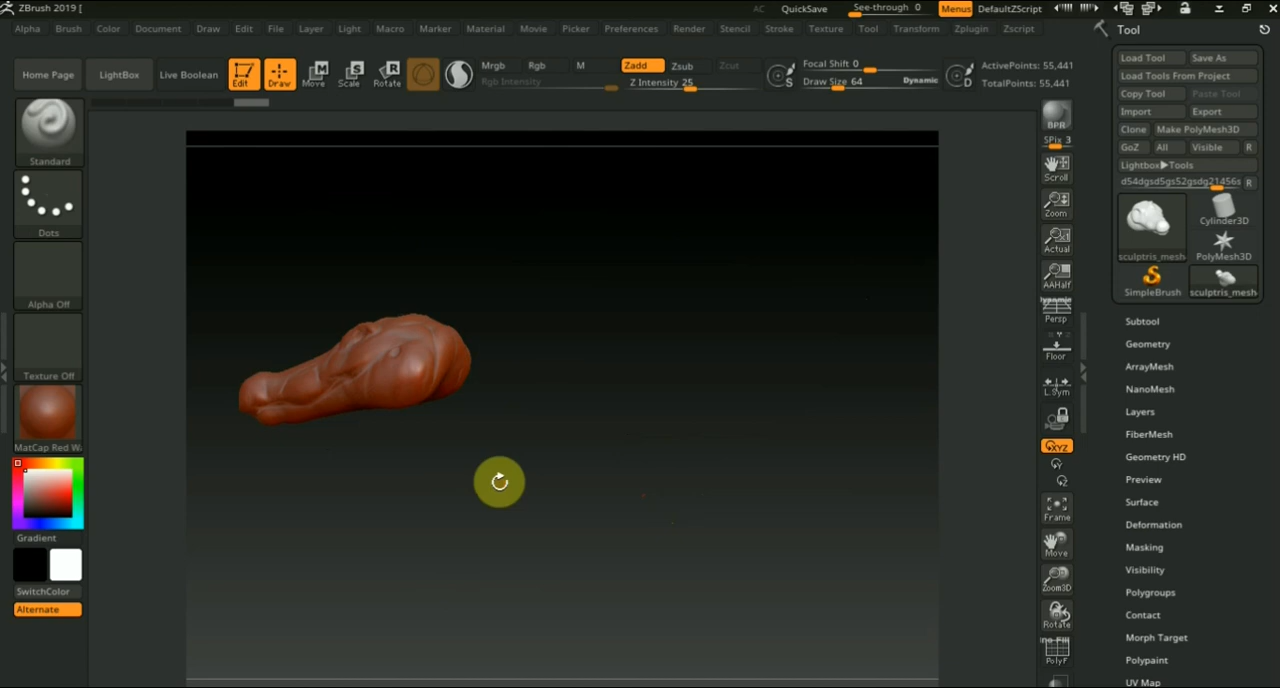 ZBrush 2019 [
AC QuickSave See-through 0 Menus DefaultZScript
Alpha Brush Color Document Draw Edit File Layer Light Macro Marker Material Movie Picker Preferences Render Stencil Stroke Texture Tool Transform Zplugin Zscript
Home Page
LightBox
Live Boolean
Edit
Draw
Move
Scale
Rotate
Mrgb Rgb M
Rgb Intensity
Zadd Zsub Zcut
Z Intensity 25
S
Focal Shift 0
Draw Size 64 Dynamic
D
ActivePoints: 55,441
TotalPoints: 55,441
Standard
Dots
Alpha Off
Texture Off
MatCap Red W
Gradient
SwitchColor
Alternate
BPR
SPix 3
Scroll
Zoom
Actual
AAHalf
Dynamic
Persp
Floor
L.Sym
XYZ
Y
Z
Frame
Move
Zoom3D
Rotate
PolyF
Tool
Load Tool Save As
Load Tools From Project
Copy Tool Paste Tool
Import Export
Clone Make PolyMesh3D
GoZ All Visible R
Lightbox▶Tools
d54dgsd5gs52gsdg21456s R
sculptris_mesh
Cylinder3D
PolyMesh3D
SimpleBrush
sculptris_mesh
Subtool
Geometry
ArrayMesh
NanoMesh
Layers
FiberMesh
Geometry HD
Preview
Surface
Deformation
Masking
Visibility
Polygroups
Contact
Morph Target
Polypaint
UV Map